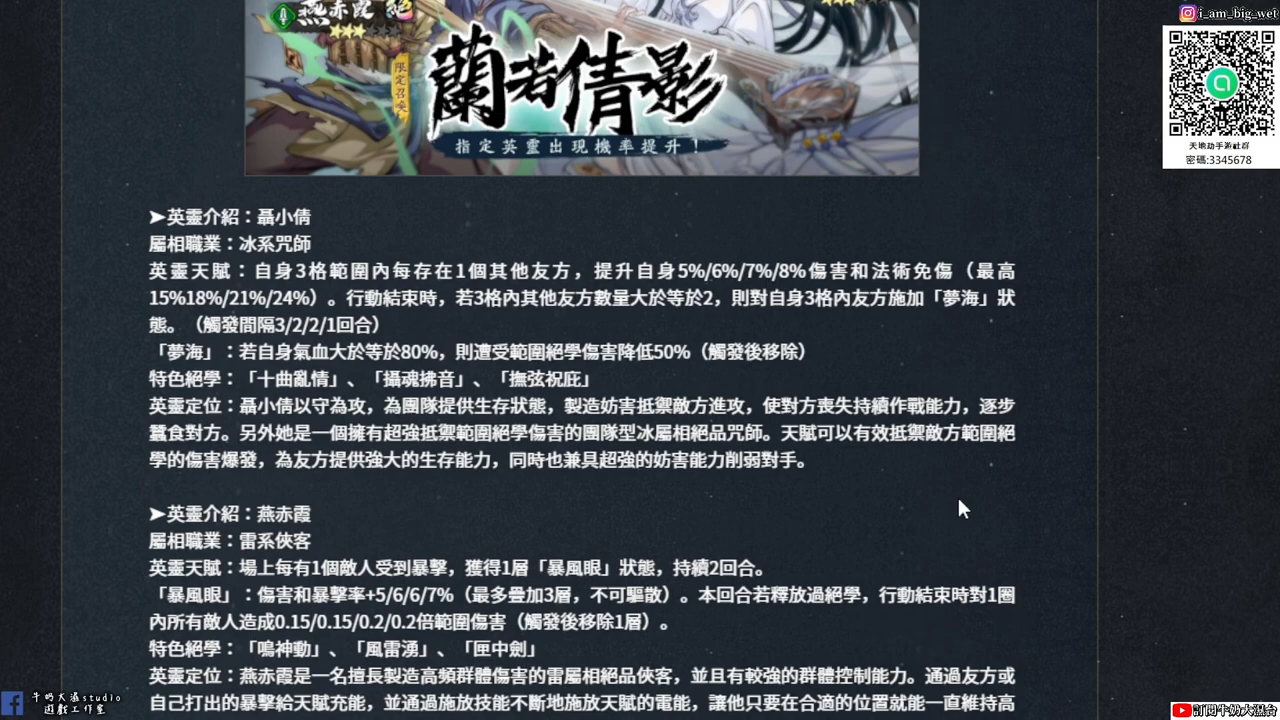 燕赤霞 絕
限定召喚
蘭若倩影
指定英靈出現機率提升！
i_am_big_wei
天地劫手游社群
密碼:3345678
➤英靈介紹：聶小倩
屬相職業：冰系咒師
英靈天賦：自身3格範圍內每存在1個其他友方，提升自身5%/6%/7%/8%傷害和法術免傷（最高
15%18%/21%/24%）。行動結束時，若3格內其他友方數量大於等於2，則對自身3格內友方施加「夢海」狀
態。（觸發間隔3/2/2/1回合）
「夢海」：若自身氣血大於等於80%，則遭受範圍絕學傷害降低50%（觸發後移除）
特色絕學：「十曲亂情」、「攝魂拂音」、「撫弦祝庇」
英靈定位：聶小倩以守為攻，為團隊提供生存狀態，製造妨害抵禦敵方進攻，使對方喪失持續作戰能力，逐步
蠶食對方。另外她是一個擁有超強抵禦範圍絕學傷害的團隊型冰屬相絕品咒師。天賦可以有效抵禦敵方範圍絕
學的傷害爆發，為友方提供強大的生存能力，同時也兼具超強的妨害能力削弱對手。
➤英靈介紹：燕赤霞
屬相職業：雷系俠客
英靈天賦：場上每有1個敵人受到暴擊，獲得1層「暴風眼」狀態，持續2回合。
「暴風眼」：傷害和暴擊率+5/6/6/7%（最多疊加3層，不可驅散）。本回合若釋放過絕學，行動結束時對1圈
內所有敵人造成0.15/0.15/0.2/0.2倍範圍傷害（觸發後移除1層）。
特色絕學：「鳴神動」、「風雷湧」、「匣中劍」
英靈定位：燕赤霞是一名擅長製造高頻群體傷害的雷屬相絕品俠客，並且有較強的群體控制能力。通過友方或
自己打出的暴擊給天賦充能，並通過施放技能不斷地施放天賦的電能，讓他只要在合適的位置就能一直維持高
牛奶大濕studio
遊戲工作室
訂閱牛奶大濕台